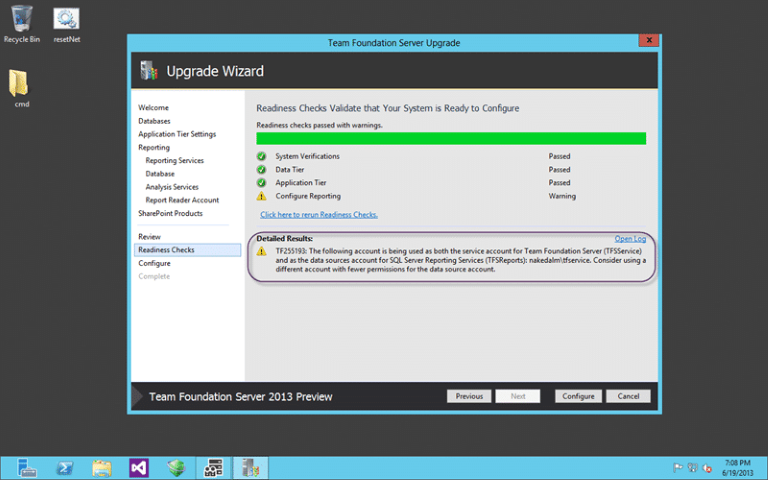 Recycle Bin
resetNet
cmd
Team Foundation Server Upgrade
x
Upgrade Wizard
Welcome
Databases
Application Tier Settings
Reporting
Reporting Services
Database
Analysis Services
Report Reader Account
SharePoint Products
Review
Readiness Checks
Configure
Complete
Readiness Checks Validate that Your System is Ready to Configure
Readiness checks passed with warnings.
System Verifications Passed
Data Tier Passed
Application Tier Passed
Configure Reporting Warning
Click here to rerun Readiness Checks.
Detailed Results: Open Log
TF255193: The following account is being used as both the service account for Team Foundation Server (TFSService)
and as the data sources account for SQL Server Reporting Services (TFSReports): nakedalm\tfservice. Consider using a
different account with fewer permissions for the data source account.
Team Foundation Server 2013 Preview
Previous Next Configure Cancel
7:08 PM
6/19/2013